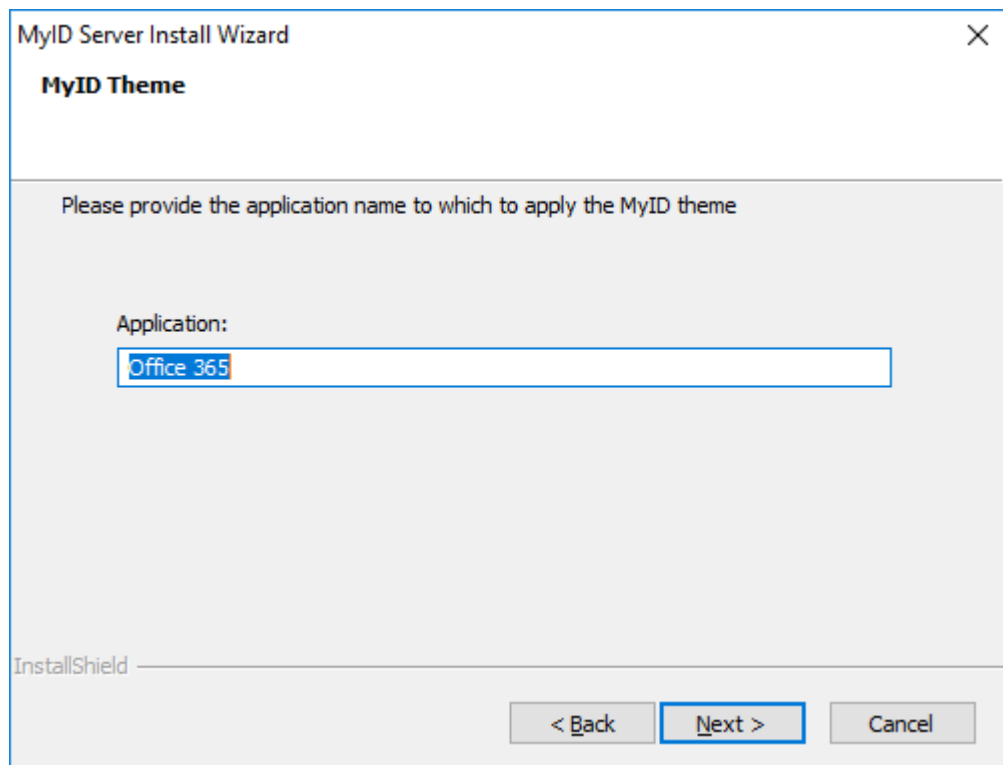 MyID Server Install Wizard
MyID Theme
Please provide the application name to which to apply the MyID theme
Application:
Office 365
InstallShield
< Back
Next >
Cancel